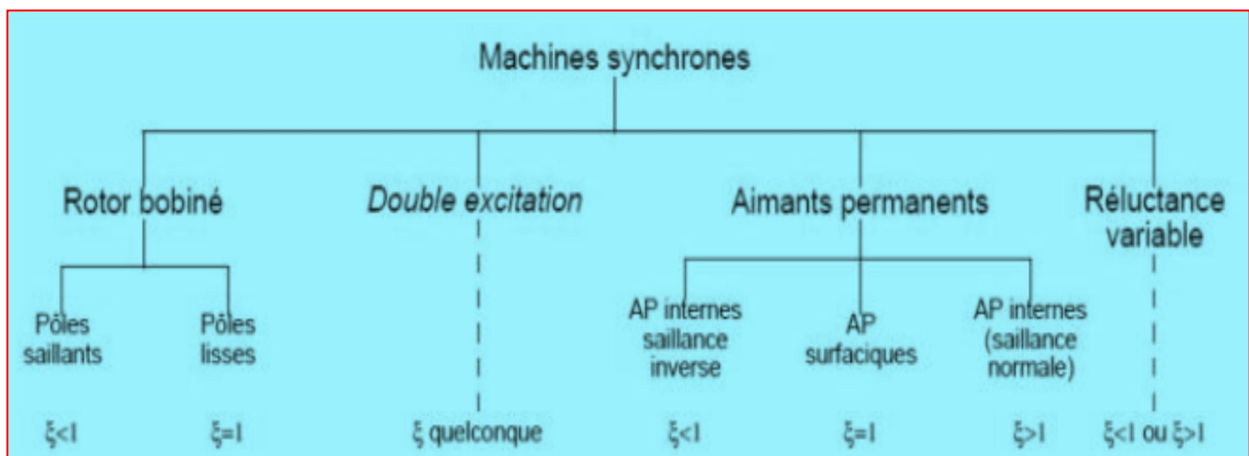 Machines synchrones
Rotor bobiné
Double excitation
Aimants permanents
Réluctance
variable
Pôles
saillants
Pôles
lisses
AP internes
saillance
inverse
AP
surfaciques
AP internes
(saillance
normale)
ξ<1
ξ=1
ξ quelconque
ξ<1
ξ=1
ξ>1
ξ<1 ou ξ>1